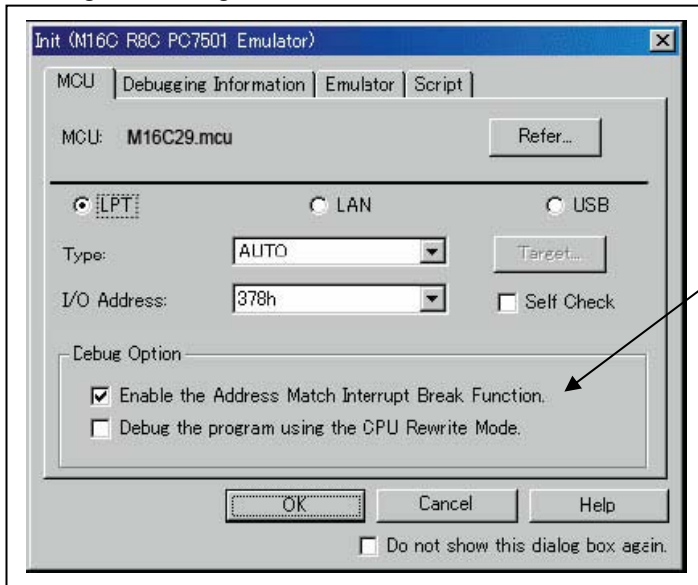 Init (M16C R8C PC7501 Emulator)
MCU Debugging Information Emulator Script
MCU: M16C29.mcu Refer...
LPT LAN USB
Type: AUTO Target...
I/O Address: 378h Self Check
Debug Option
Enable the Address Match Interrupt Break Function.
Debug the program using the CPU Rewrite Mode.
OK Cancel Help
Do not show this dialog box again.